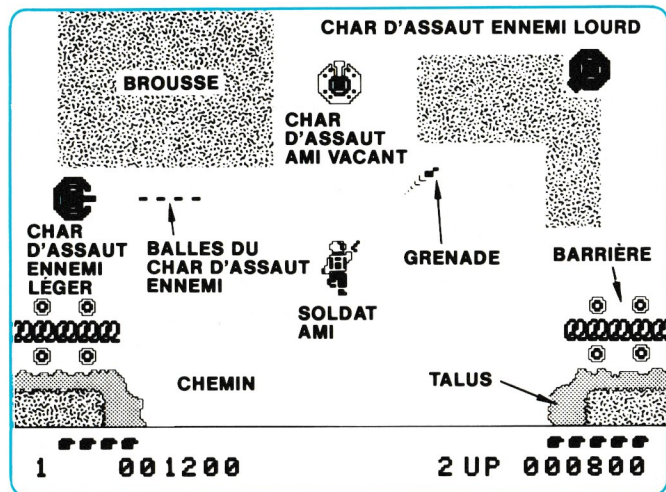 CHAR D'ASSAUT ENNEMI LOURD
BROUSSE
CHAR
D'ASSAUT
AMI VACANT
CHAR
D'ASSAUT
ENNEMI
LÉGER
BALLES DU
CHAR D'ASSAUT
ENNEMI
GRENADE
BARRIÈRE
SOLDAT
AMI
CHEMIN
TALUS
1 001200
2 UP 000800